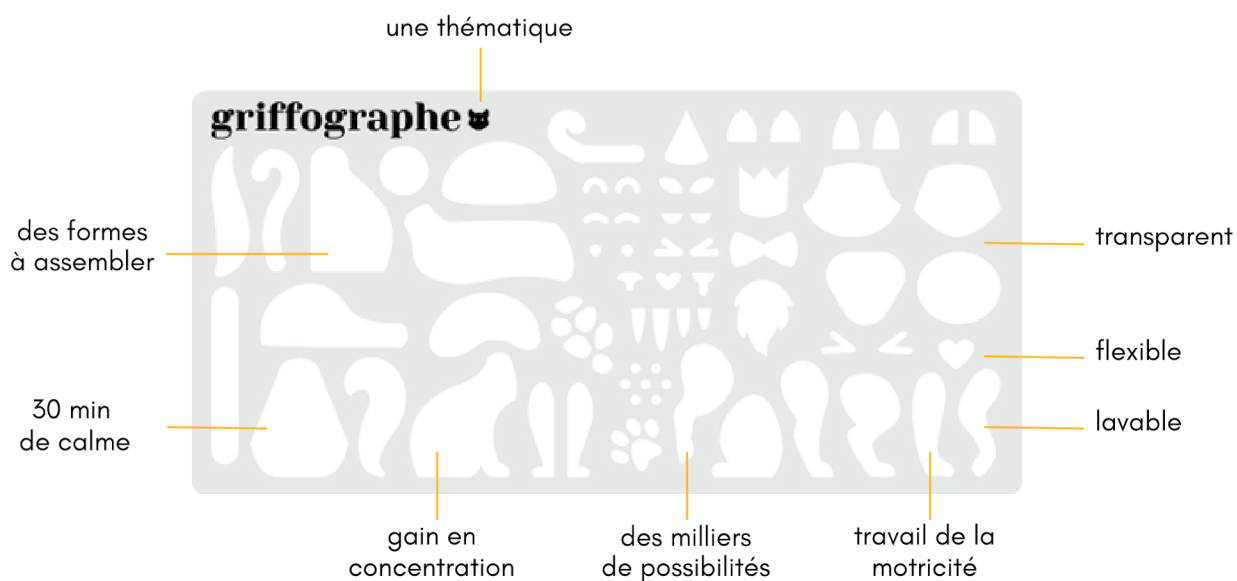 une thématique
griffographe
des formes
à assembler
transparent
flexible
30 min
de calme
lavable
gain en
concentration
des milliers
de possibilités
travail de la
motricité